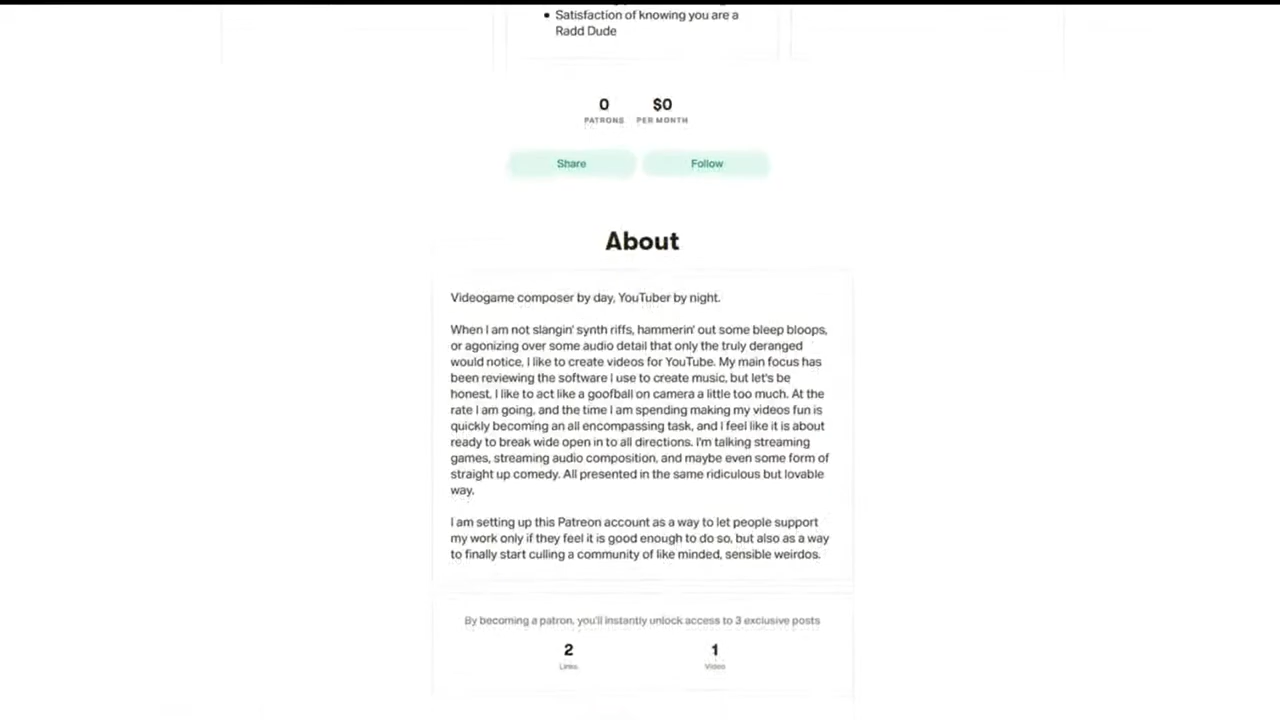 Satisfaction of knowing you are a
Radd Dude
0 $0
PATRONS PER MONTH
Share Follow
About
Videogame composer by day, YouTuber by night.
When I am not slangin' synth riffs, hammerin' out some bleep bloops,
or agonizing over some audio detail that only the truly deranged
would notice, I like to create videos for YouTube. My main focus has
been reviewing the software I use to create music, but let's be
honest, I like to act like a goofball on camera a little too much. At the
rate I am going, and the time I am spending making my videos fun is
quickly becoming an all encompassing task, and I feel like it is about
ready to break wide open in to all directions. I'm talking streaming
games, streaming audio composition, and maybe even some form of
straight up comedy. All presented in the same ridiculous but lovable
way.
I am setting up this Patreon account as a way to let people support
my work only if they feel it is good enough to do so, but also as a way
to finally start culling a community of like minded, sensible weirdos.
By becoming a patron, you'll instantly unlock access to 3 exclusive posts
2 1
Links Video